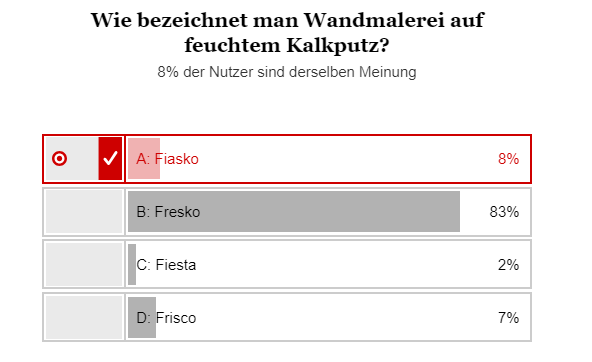 Wie bezeichnet man Wandmalerei auf
feuchtem Kalkputz?
8% der Nutzer sind derselben Meinung
A: Fiasko 8%
B: Fresko 83%
C: Fiesta 2%
D: Frisco 7%